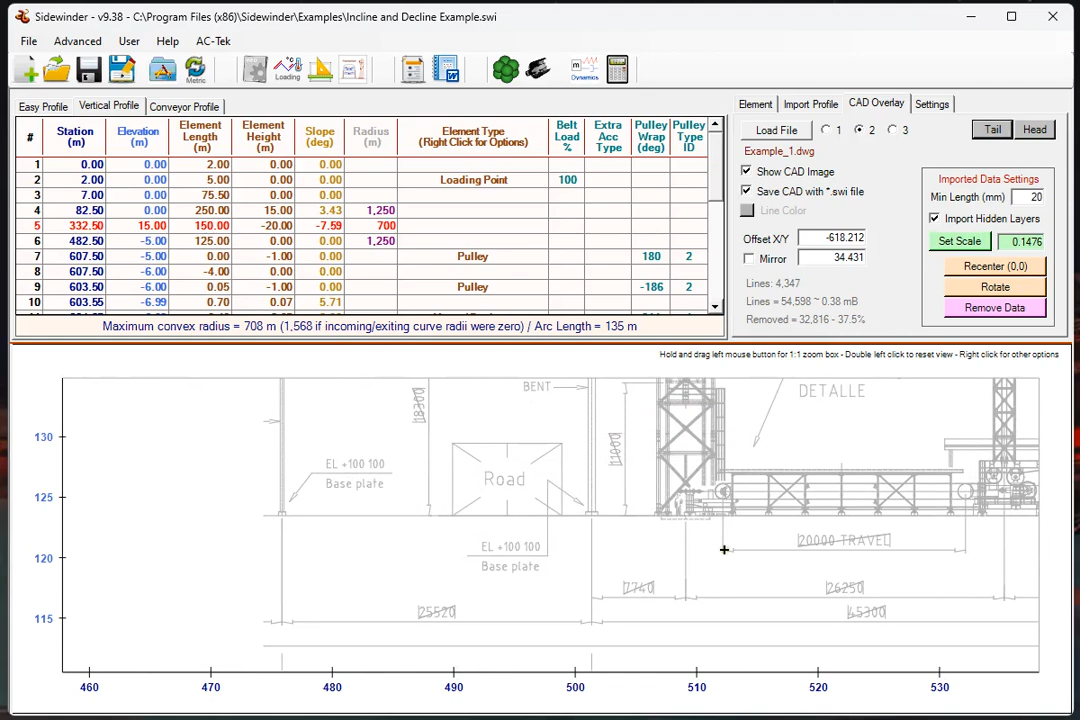 Sidewinder - v9.38 - C:\Program Files (x86)\Sidewinder\Examples\Incline and Decline Example.swi
File Advanced User Help AC-Tek
Metric Loading Dynamics
Easy Profile Vertical Profile Conveyor Profile
# Station (m) Elevation (m) Element Length (m) Element Height (m) Slope (deg) Radius (m) Element Type (Right Click for Options) Belt Load % Extra Acc Type Pulley Wrap (deg) Pulley Type ID
1 0.00 0.00 2.00 0.00 0.00
2 2.00 0.00 5.00 0.00 0.00 Loading Point 100
3 7.00 0.00 75.50 0.00 0.00
4 82.50 0.00 250.00 15.00 3.43 1,250
5 332.50 15.00 150.00 -20.00 -7.59 700
6 482.50 -5.00 125.00 0.00 0.00 1,250
7 607.50 -5.00 0.00 -1.00 0.00 Pulley 180 2
8 607.50 -6.00 -4.00 0.00 0.00
9 603.50 -6.00 0.05 -1.00 0.00 Pulley -186 2
10 603.55 -6.99 0.70 0.07 5.71
Maximum convex radius = 708 m (1,568 if incoming/exiting curve radii were zero) / Arc Length = 135 m
Element Import Profile CAD Overlay Settings
Load File 1 2 3 Tail Head
Example_1.dwg
Show CAD Image
Save CAD with *.swi file
Line Color
Offset X/Y -618.212
Mirror 34.431
Lines: 4,347
Lines = 54,598 ~ 0.38 mB
Removed = 32,816 - 37.5%
Imported Data Settings
Min Length (mm) 20
Import Hidden Layers
Set Scale 0.1476
Recenter (0,0)
Rotate
Remove Data
Hold and drag left mouse button for 1:1 zoom box - Double left click to reset view - Right click for other options
BENT
DETALLE
18300
11000
130
EL +100 100
Base plate
Road
125
EL +100 100
Base plate
20000 TRAVEL
120
7740
26250
115
25520
45300
460 470 480 490 500 510 520 530